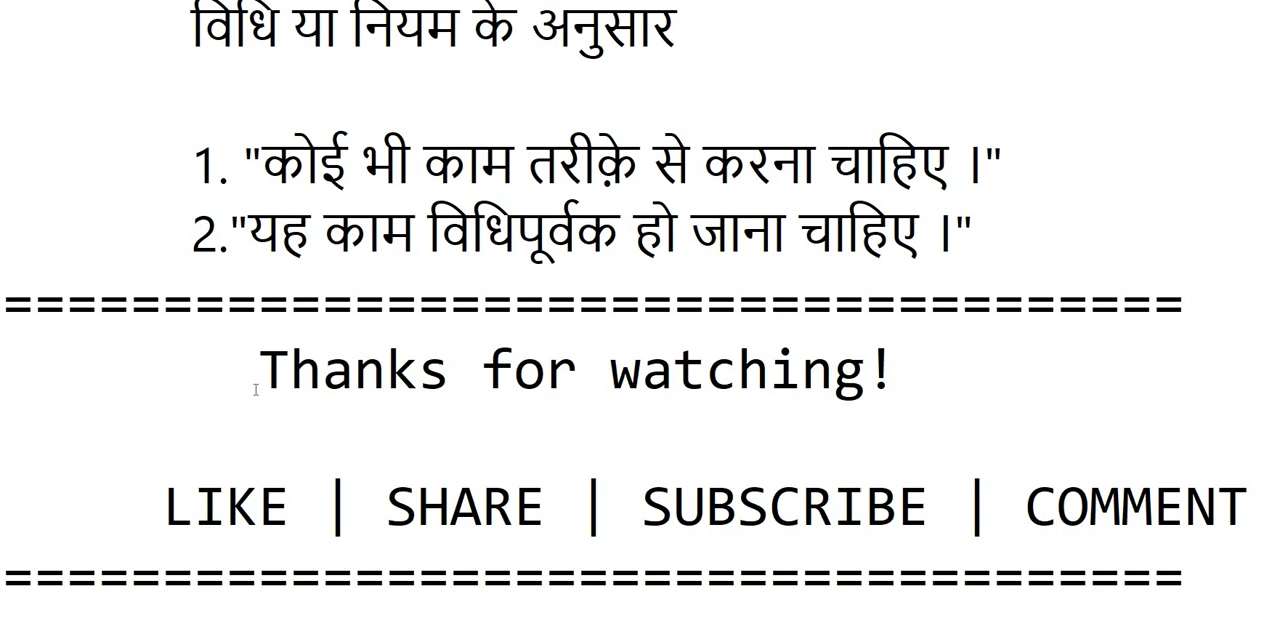 विधि या नियम के अनुसार
1. "कोई भी काम तरीक़े से करना चाहिए ।"
2."यह काम विधिपूर्वक हो जाना चाहिए ।"
=====================================
Thanks for watching!
LIKE | SHARE | SUBSCRIBE | COMMENT
=====================================